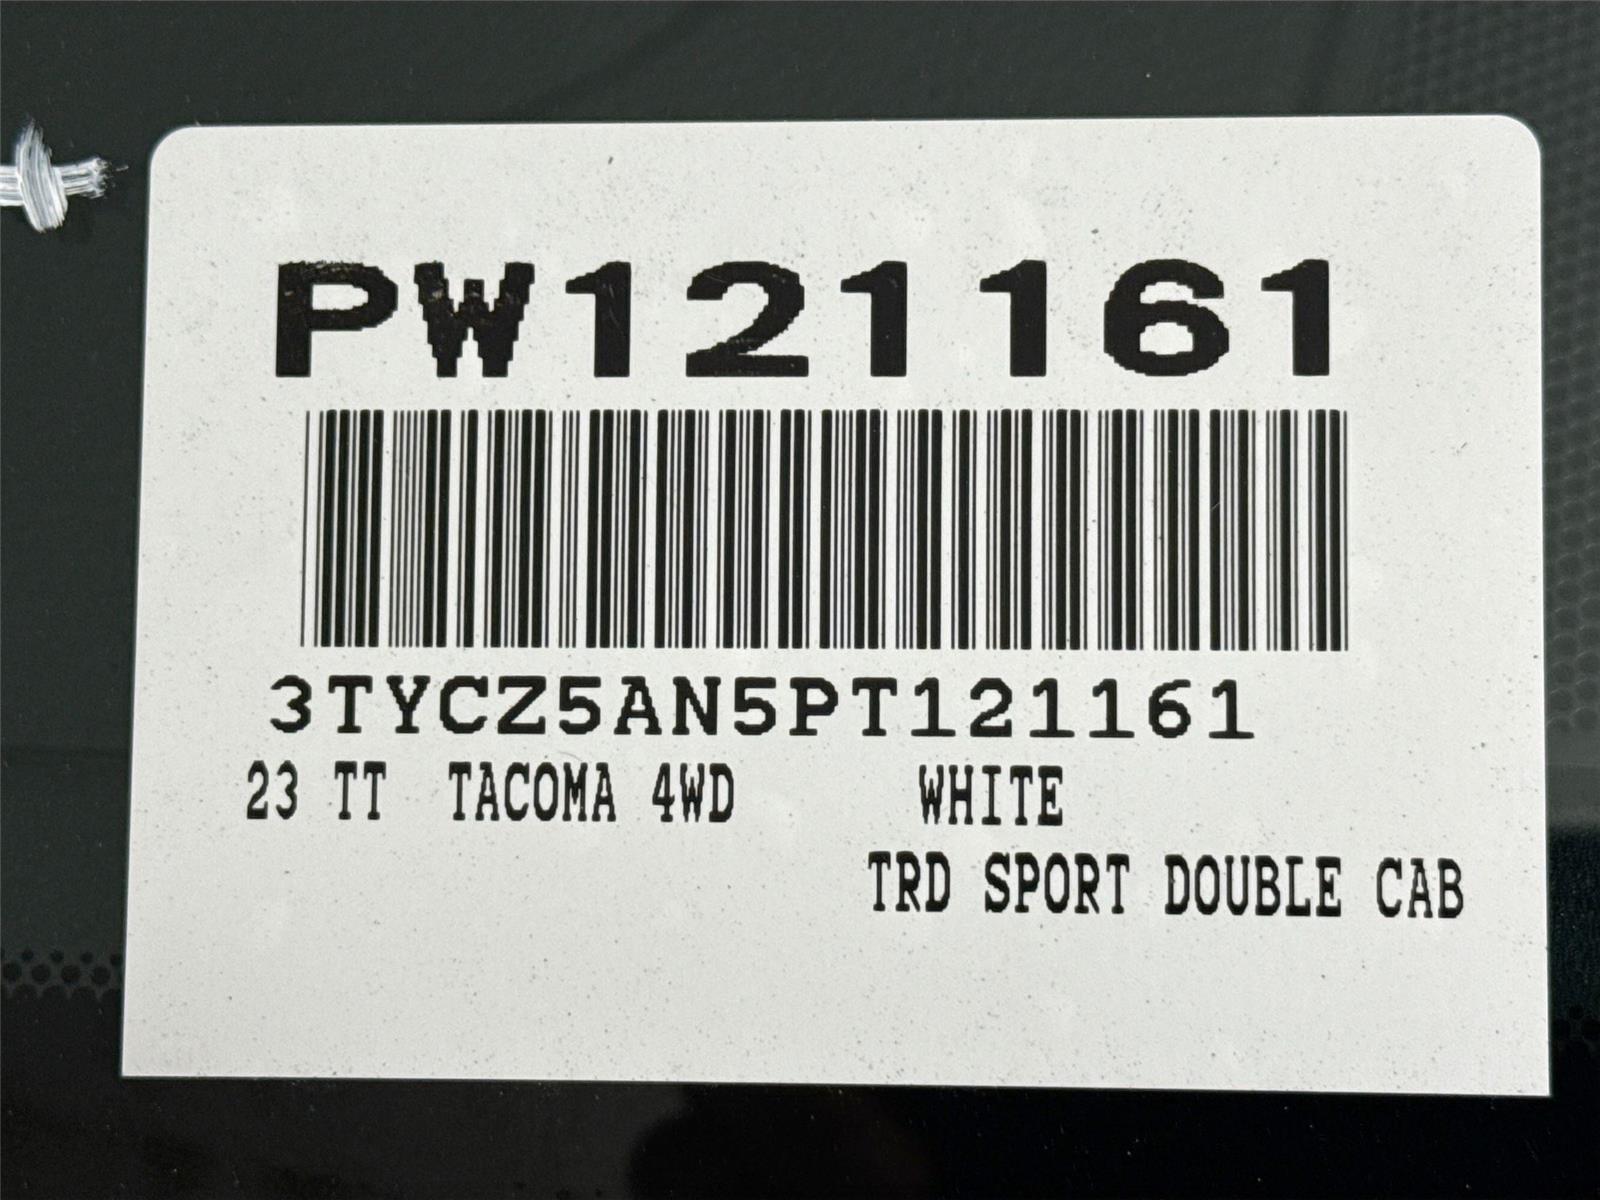 PW121161
3TYCZ5AN5PT121161
23 TT TACOMA 4WD WHITE
TRD SPORT DOUBLE CAB